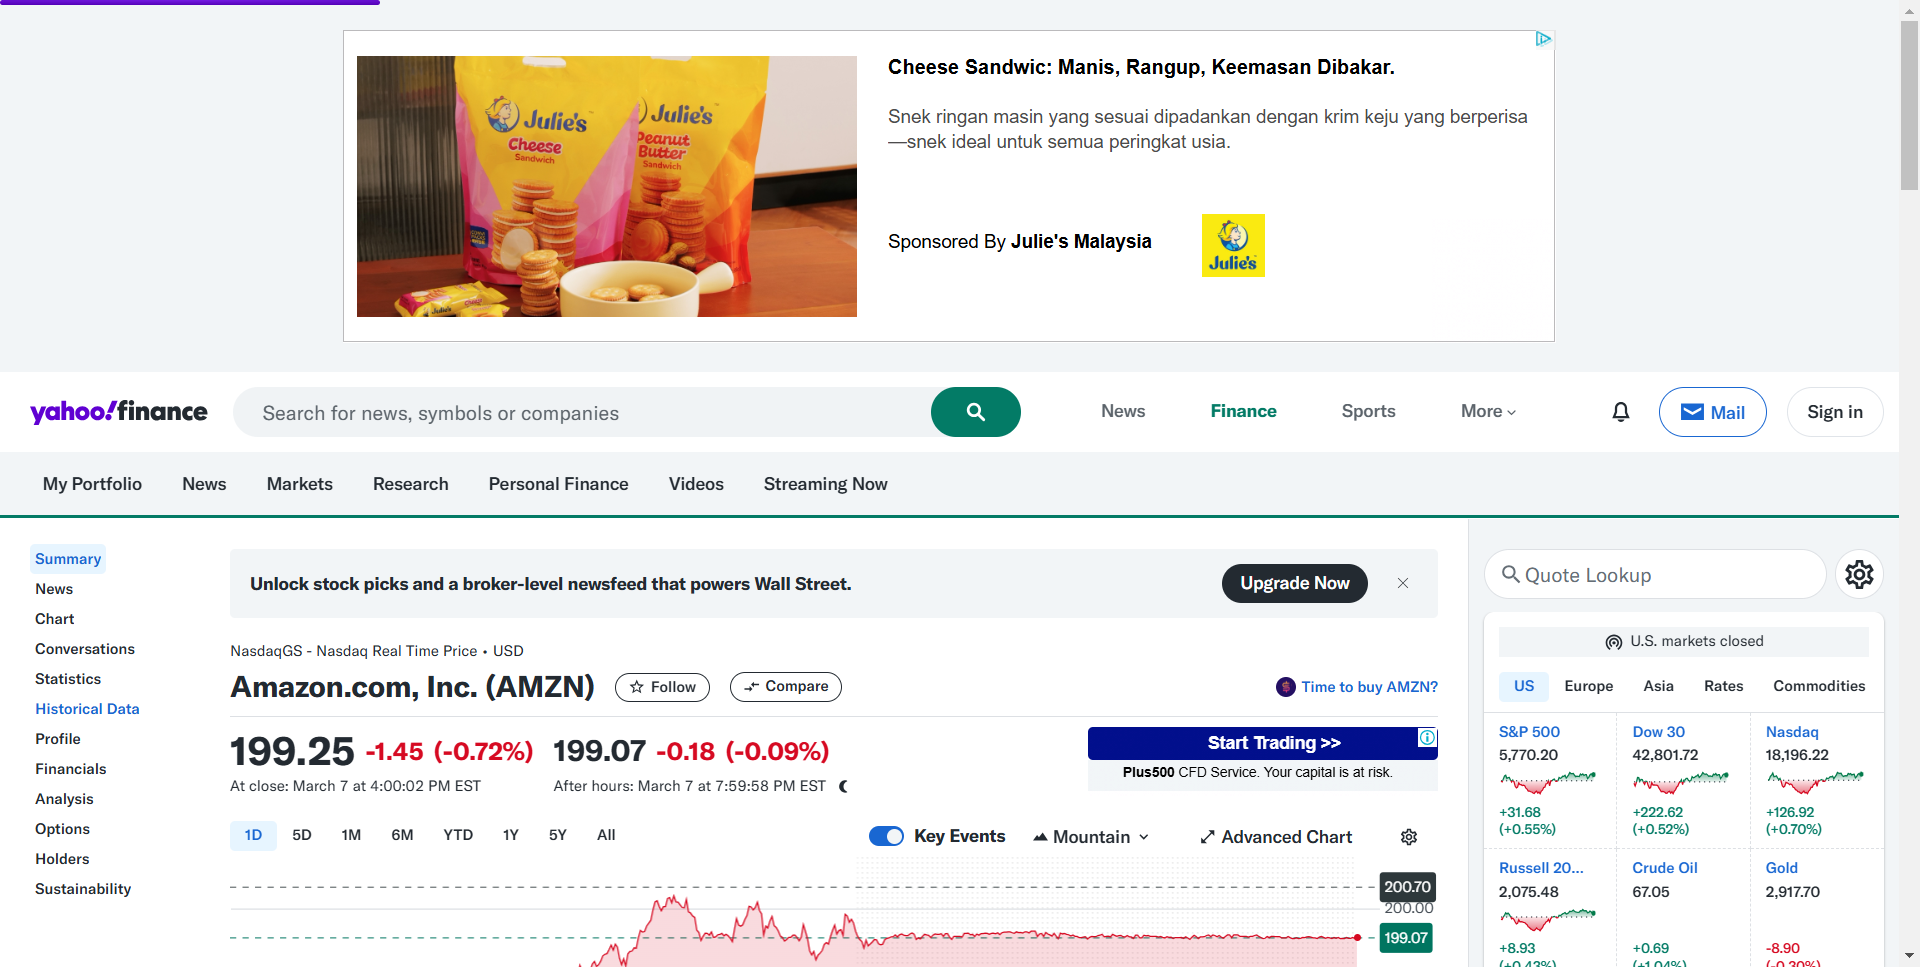 Cheese Sandwic: Manis, Rangup, Keemasan Dibakar.
Snek ringan masin yang sesuai dipadankan dengan krim keju yang berperisa
—snek ideal untuk semua peringkat usia.
Sponsored By Julie's Malaysia
Julie's
Julie's
Cheese
Sandwich
Julie's
Peanut
Butter
Sandwich
yahoo!finance
Search for news, symbols or companies
News
Finance
Sports
More
Mail
Sign in
My Portfolio
News
Markets
Research
Personal Finance
Videos
Streaming Now
Summary
News
Chart
Conversations
Statistics
Historical Data
Profile
Financials
Analysis
Options
Holders
Sustainability
Unlock stock picks and a broker-level newsfeed that powers Wall Street.
Upgrade Now
NasdaqGS - Nasdaq Real Time Price • USD
Amazon.com, Inc. (AMZN)
Follow
Compare
Time to buy AMZN?
199.25 -1.45 (-0.72%)
At close: March 7 at 4:00:02 PM EST
199.07 -0.18 (-0.09%)
After hours: March 7 at 7:59:58 PM EST
Start Trading >>
Plus500 CFD Service. Your capital is at risk.
1D
5D
1M
6M
YTD
1Y
5Y
All
Key Events
Mountain
Advanced Chart
200.70
200.00
199.07
Quote Lookup
U.S. markets closed
US
Europe
Asia
Rates
Commodities
S&P 500
5,770.20
+31.68
(+0.55%)
Dow 30
42,801.72
+222.62
(+0.52%)
Nasdaq
18,196.22
+126.92
(+0.70%)
Russell 20...
2,075.48
+8.93
(+0.43%)
Crude Oil
67.05
+0.69
(+1.04%)
Gold
2,917.70
-8.90
(-0.30%)